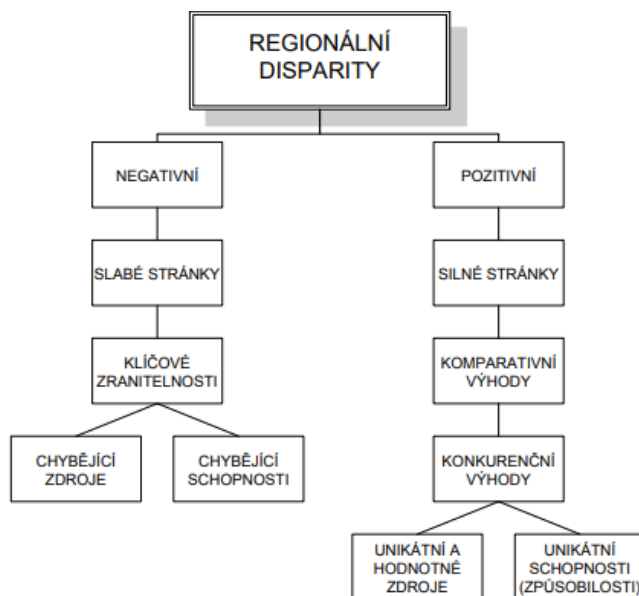 REGIONÁLNÍ
DISPARITY
NEGATIVNÍ
POZITIVNÍ
SLABÉ STRÁNKY
SILNÉ STRÁNKY
KLÍČOVÉ
ZRANITELNOSTI
KOMPARATIVNÍ
VÝHODY
CHYBĚJÍCÍ
ZDROJE
CHYBĚJÍCÍ
SCHOPNOSTI
KONKURENČNÍ
VÝHODY
UNIKÁTNÍ A
HODNOTNÉ
ZDROJE
UNIKÁTNÍ
SCHOPNOSTI
(ZPŮSOBILOSTI)